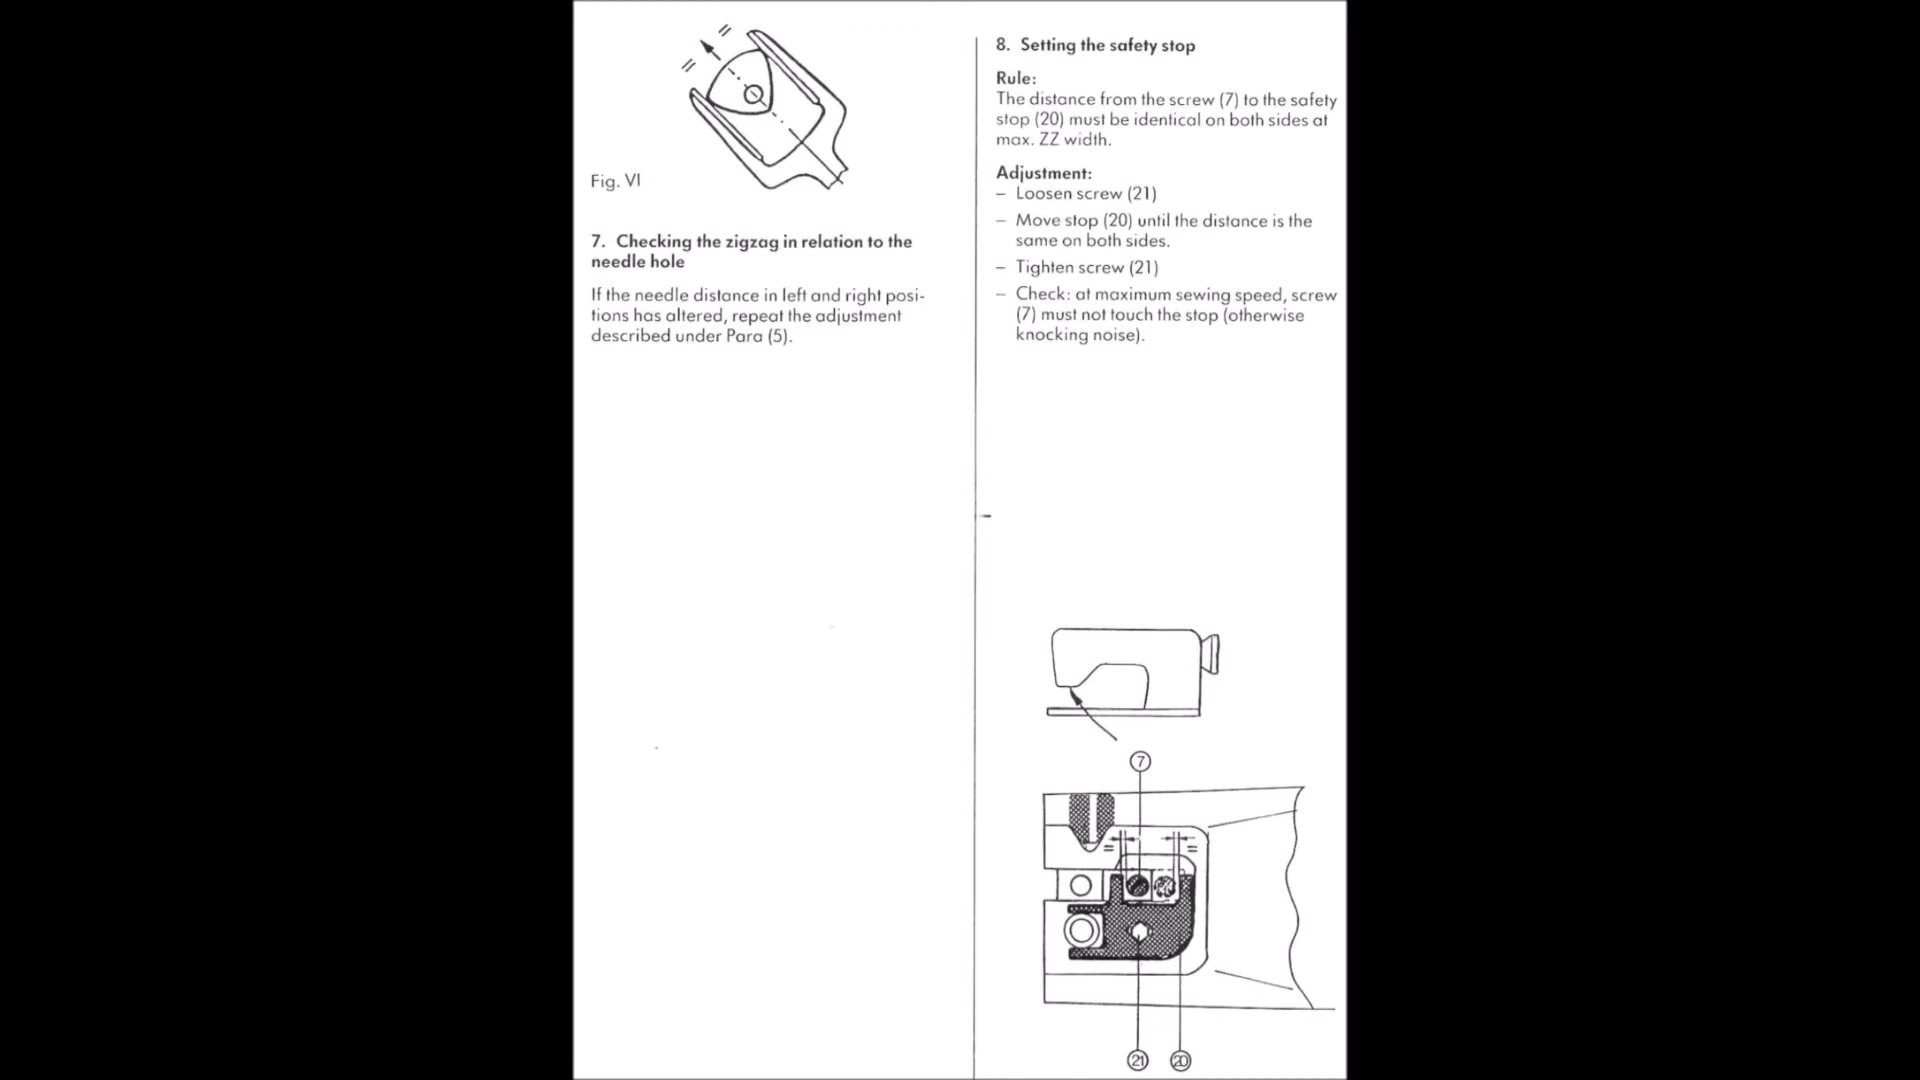 Fig. VI
7. Checking the zigzag in relation to the
needle hole
If the needle distance in left and right posi-
tions has altered, repeat the adjustment
described under Para (5).
8. Setting the safety stop
Rule:
The distance from the screw (7) to the safety
stop (20) must be identical on both sides at
max. ZZ width.
Adjustment:
– Loosen screw (21)
– Move stop (20) until the distance is the
same on both sides.
– Tighten screw (21)
– Check: at maximum sewing speed, screw
(7) must not touch the stop (otherwise
knocking noise).
7
= =
21 20